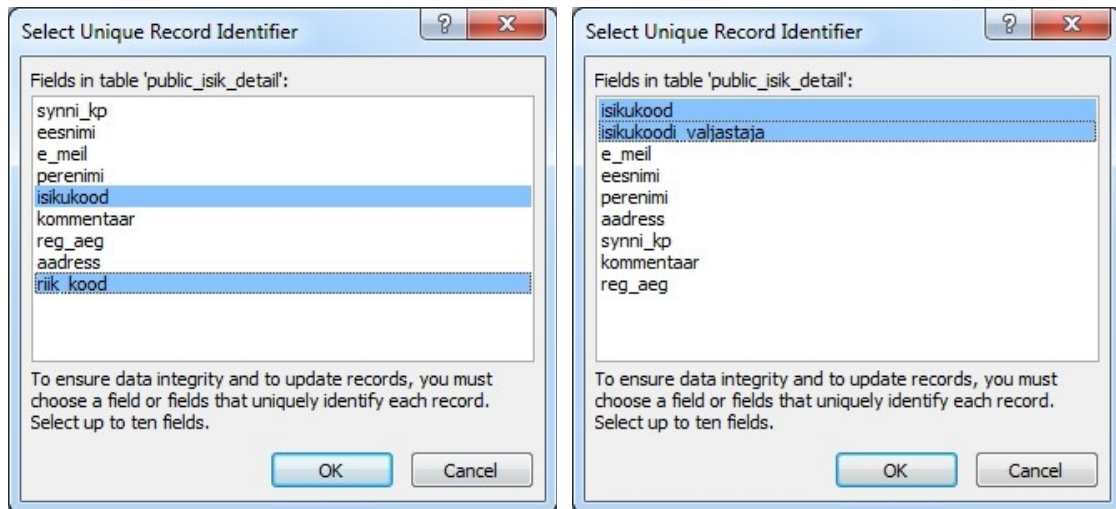 Select Unique Record Identifier
Fields in table 'public_isik_detail':
synni_kp
eesnimi
e_meil
perenimi
isikukood
kommentaar
reg_aeg
aadress
riik_kood
To ensure data integrity and to update records, you must
choose a field or fields that uniquely identify each record.
Select up to ten fields.
OK
Cancel
Select Unique Record Identifier
Fields in table 'public_isik_detail':
isikukood
isikukoodi_valjastaja
e_meil
eesnimi
perenimi
aadress
synni_kp
kommentaar
reg_aeg
To ensure data integrity and to update records, you must
choose a field or fields that uniquely identify each record.
Select up to ten fields.
OK
Cancel